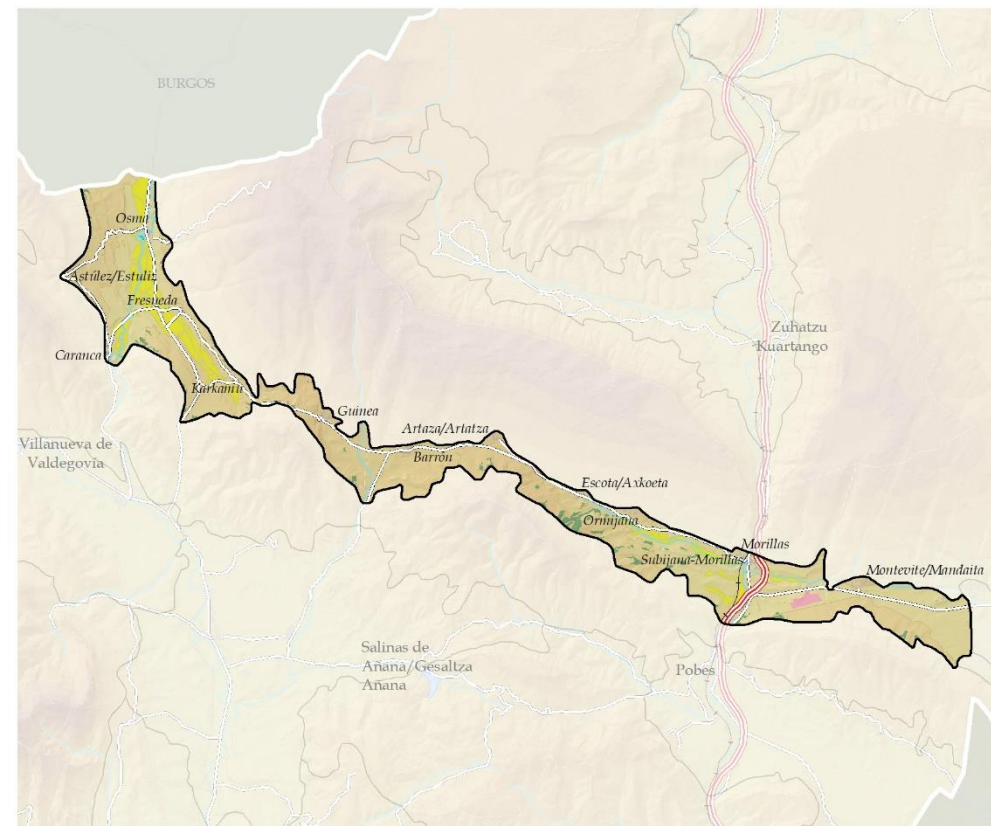 BURGOS
Osma
Astúlez/Estuliz
Fresneda
Caranca
Karkamu
Zuhatzu
Kuartango
Guinea
Artaza/Artatza
Barrón
Villanueva de
Valdegovía
Escota/Axkoeta
Ormijana
Morillas
Subijana-Morillas
Montevite/Mandaita
Salinas de
Añana/Gesaltza
Añana
Pobes